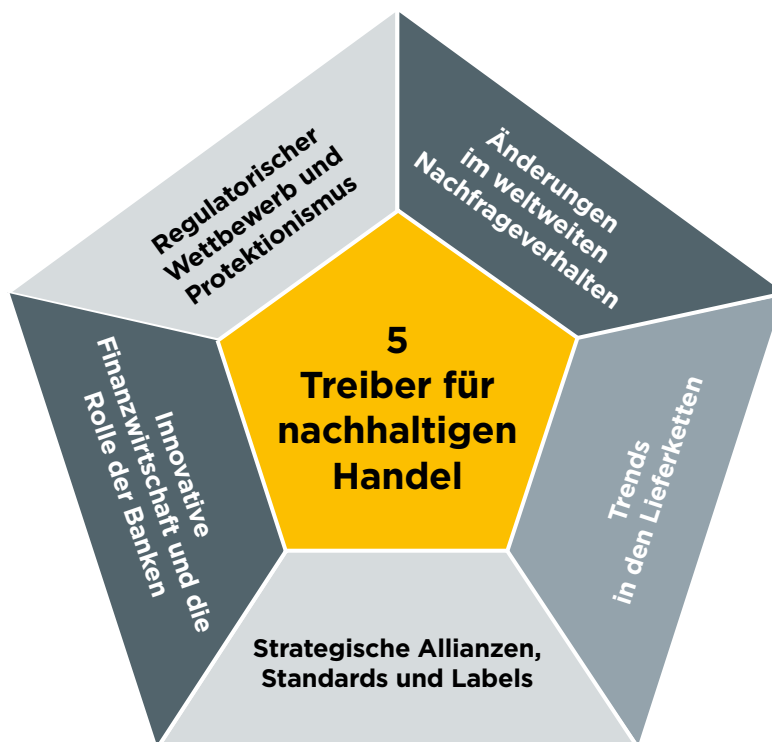 5
Treiber für
nachhaltigen
Handel
Regulatorischer
Wettbewerb und
Protektionismus
Änderungen
im weltweiten
Nachfrageverhalten
Trends
in den Lieferketten
Strategische Allianzen,
Standards und Labels
Innovative
Finanzwirtschaft und die
Rolle der Banken